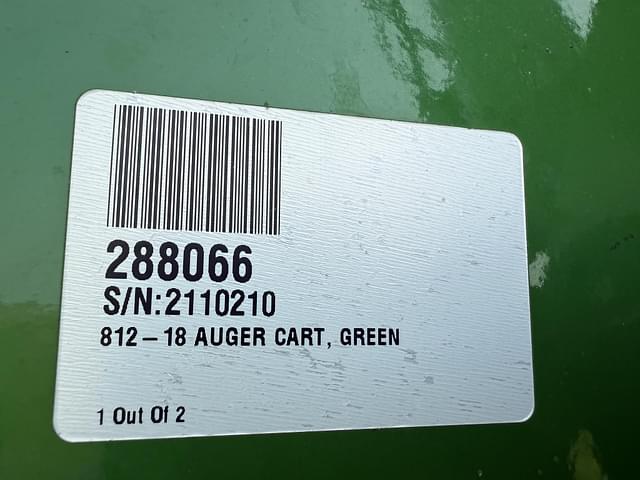 288066
S/N:2110210
812-18 AUGER CART, GREEN
1 Out Of 2